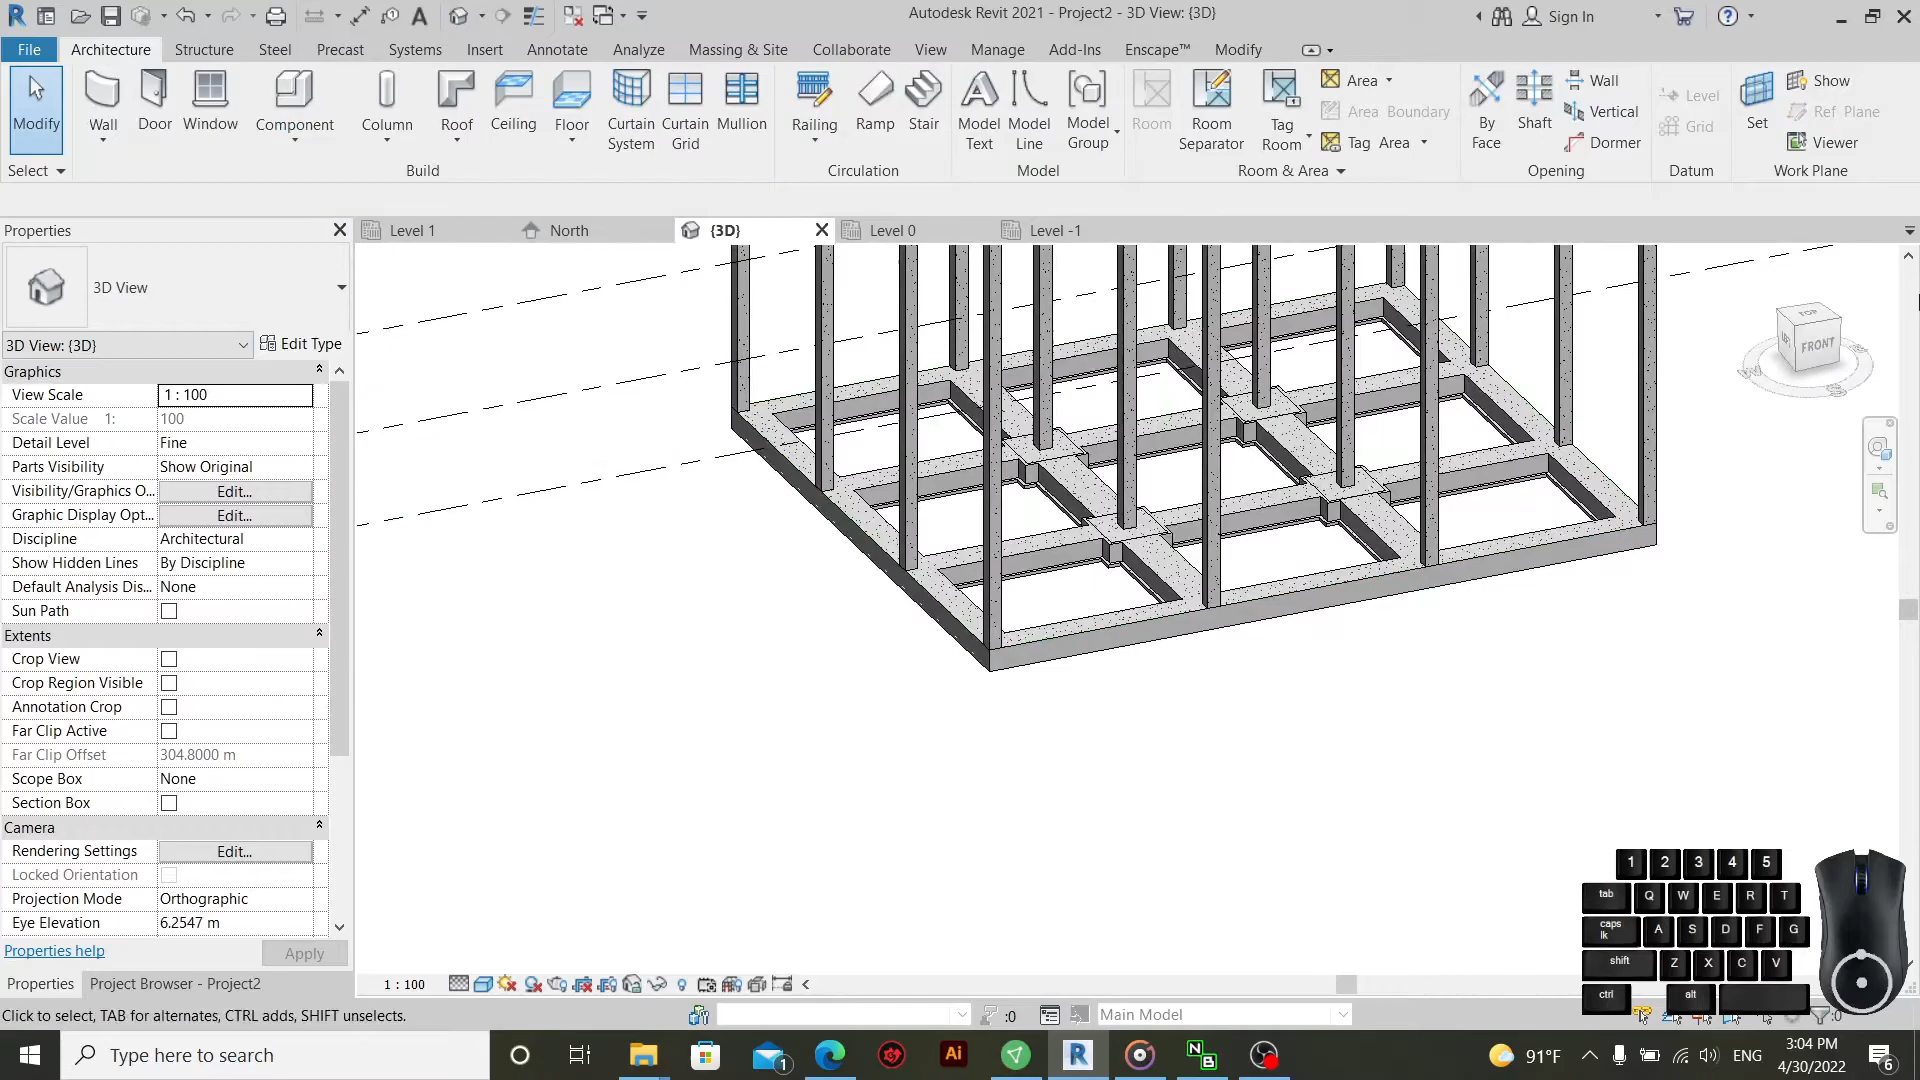 Autodesk Revit 2021 - Project2 - 3D View: {3D}
Sign In
File Architecture Structure Steel Precast Systems Insert Annotate Analyze Massing & Site Collaborate View Manage Add-Ins Enscape™ Modify
Modify
Wall
Door
Window
Component
Column
Roof
Ceiling
Floor
Curtain System
Curtain Grid
Mullion
Railing
Ramp
Stair
Model Text
Model Line
Model Group
Room
Room Separator
Tag Room
Area
Area Boundary
Tag Area
By Face
Shaft
Wall
Vertical
Dormer
Level
Grid
Set
Show
Ref Plane
Viewer
Select
Build
Circulation
Model
Room & Area
Opening
Datum
Work Plane
Properties
Level 1
North
{3D}
Level 0
Level -1
3D View
3D View: {3D}
Edit Type
Graphics
View Scale 1 : 100
Scale Value 1: 100
Detail Level Fine
Parts Visibility Show Original
Visibility/Graphics O... Edit...
Graphic Display Opt... Edit...
Discipline Architectural
Show Hidden Lines By Discipline
Default Analysis Dis... None
Sun Path
Extents
Crop View
Crop Region Visible
Annotation Crop
Far Clip Active
Far Clip Offset 304.8000 m
Scope Box None
Section Box
Camera
Rendering Settings Edit...
Locked Orientation
Projection Mode Orthographic
Eye Elevation 6.2547 m
Properties help
Apply
Properties
Project Browser - Project2
TOP
FRONT
W
1 : 100
1 2 3 4 5
tab Q W E R T
caps lk A S D F G
shift Z X C V
ctrl alt
Click to select, TAB for alternates, CTRL adds, SHIFT unselects.
:0
Main Model
:0
Type here to search
1
Ai
R
N
B
91°F
ENG
3:04 PM
4/30/2022
6